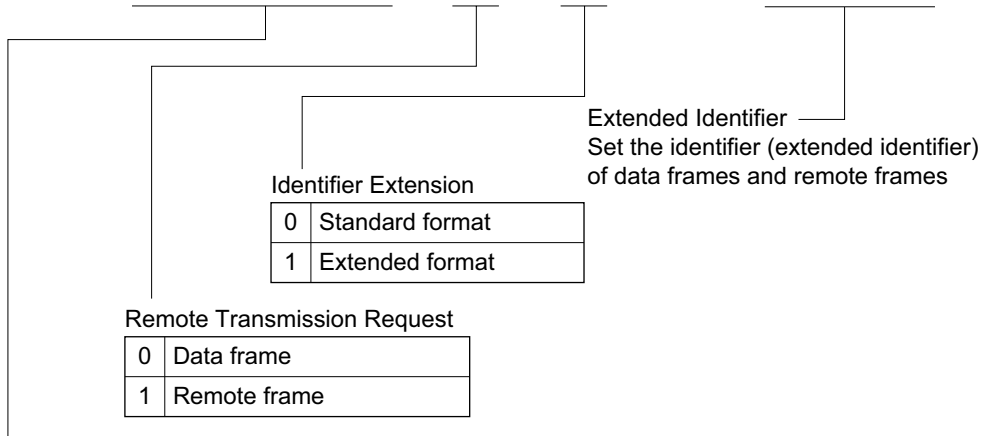 Extended Identifier
Set the identifier (extended identifier)
of data frames and remote frames
Identifier Extension
0 Standard format
1 Extended format
Remote Transmission Request
0 Data frame
1 Remote frame